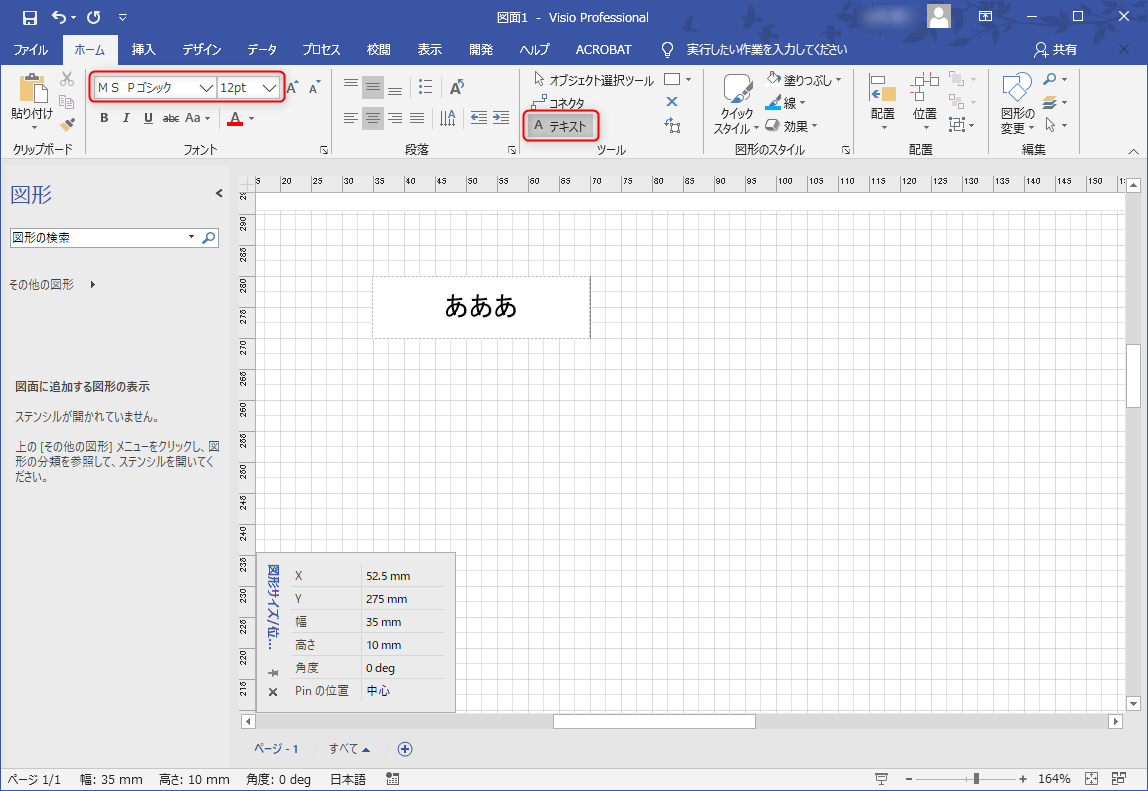 図面1 - Visio Professional
ファイル ホーム 挿入 デザイン データ プロセス 校閲 表示 開発 ヘルプ ACROBAT 実行したい作業を入力してください 共有
ＭＳ Ｐゴシック 12pt A A オブジェクト選択ツール 塗りつぶし
貼り付け コネクタ クイック スタイル 線 配置 位置 図形の変更
B I U abc Aa A A テキスト 効果
クリップボード フォント 段落 ツール 図形のスタイル 配置 編集
図形
図形の検索
その他の図形
図面に追加する図形の表示
ステンシルが開かれていません。
上の [その他の図形] メニューをクリックし、図
形の分類を参照して、ステンシルを開いてく
ださい。
5 20 25 30 35 40 45 50 55 60 65 70 75 80 85 90 95 100 105 110 115 120 125 130 135 140 145 150
290
285
280
275
270
265
260
255
250
245
240
235
230
225
220
215
あああ
図形サイズ/位...
X 52.5 mm
Y 275 mm
幅 35 mm
高さ 10 mm
角度 0 deg
Pin の位置 中心
ページ - 1 すべて
ページ 1/1 幅: 35 mm 高さ: 10 mm 角度: 0 deg 日本語 164%